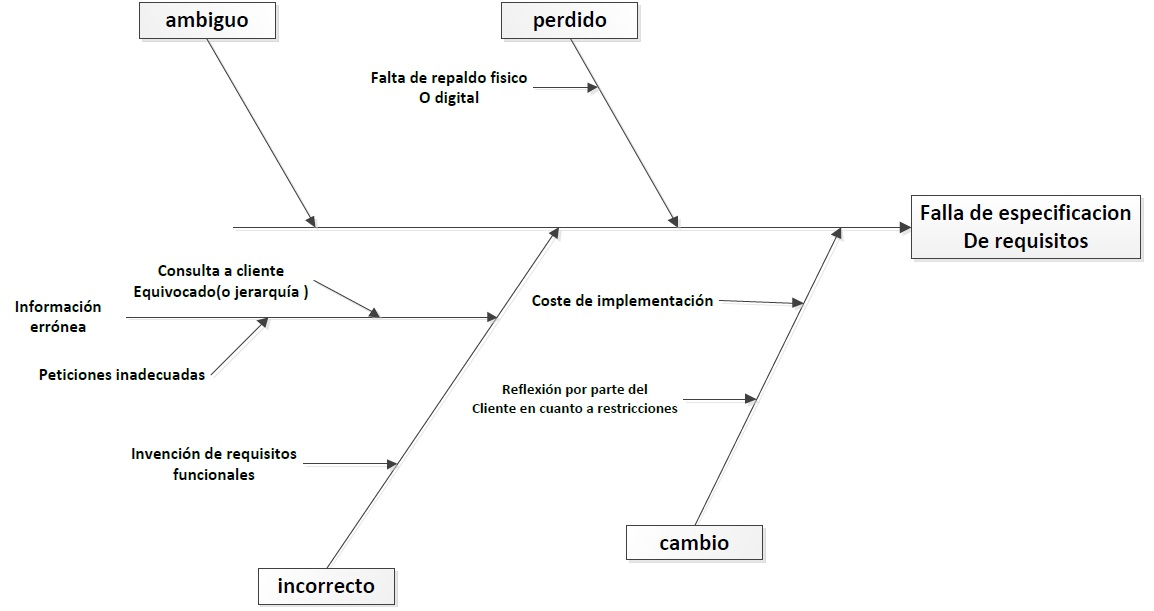 ambiguo
perdido
Falta de repaldo fisico
O digital
Falla de especificacion
De requisitos
Consulta a cliente
Equivocado(o jerarquía )
Información
errónea
Coste de implementación
Peticiones inadecuadas
Reflexión por parte del
Cliente en cuanto a restricciones
Invención de requisitos
funcionales
cambio
incorrecto